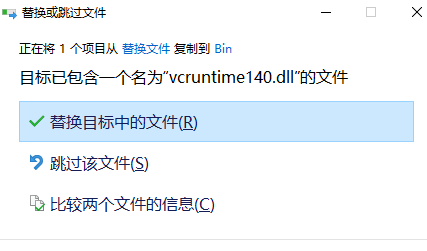 替换或跳过文件
正在将 1 个项目从 替换文件 复制到 Bin
目标已包含一个名为“vcruntime140.dll”的文件
替换目标中的文件(R)
跳过该文件(S)
比较两个文件的信息(C)